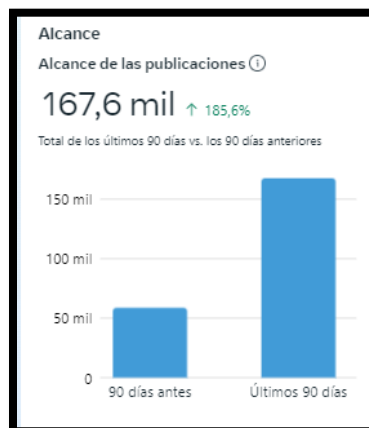 Alcance
Alcance de las publicaciones
167,6 mil ↑ 185,6%
Total de los últimos 90 días vs. los 90 días anteriores
150 mil
100 mil
50 mil
0
90 días antes Últimos 90 días